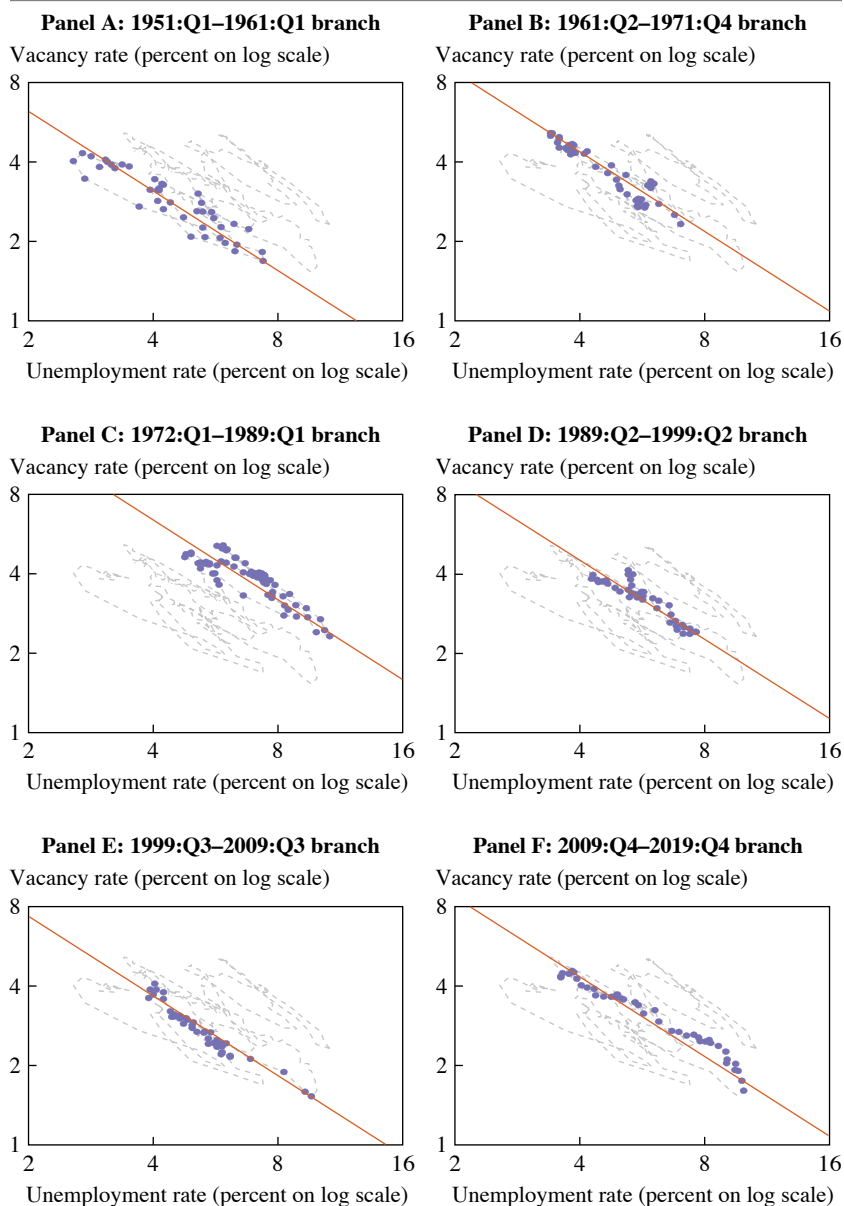 Panel A: 1951:Q1–1961:Q1 branch
Vacancy rate (percent on log scale)
8
4
2
1
2 4 8 16
Unemployment rate (percent on log scale)
Panel B: 1961:Q2–1971:Q4 branch
Vacancy rate (percent on log scale)
8
4
2
1
2 4 8 16
Unemployment rate (percent on log scale)
Panel C: 1972:Q1–1989:Q1 branch
Vacancy rate (percent on log scale)
8
4
2
1
2 4 8 16
Unemployment rate (percent on log scale)
Panel D: 1989:Q2–1999:Q2 branch
Vacancy rate (percent on log scale)
8
4
2
1
2 4 8 16
Unemployment rate (percent on log scale)
Panel E: 1999:Q3–2009:Q3 branch
Vacancy rate (percent on log scale)
8
4
2
1
2 4 8 16
Unemployment rate (percent on log scale)
Panel F: 2009:Q4–2019:Q4 branch
Vacancy rate (percent on log scale)
8
4
2
1
2 4 8 16
Unemployment rate (percent on log scale)